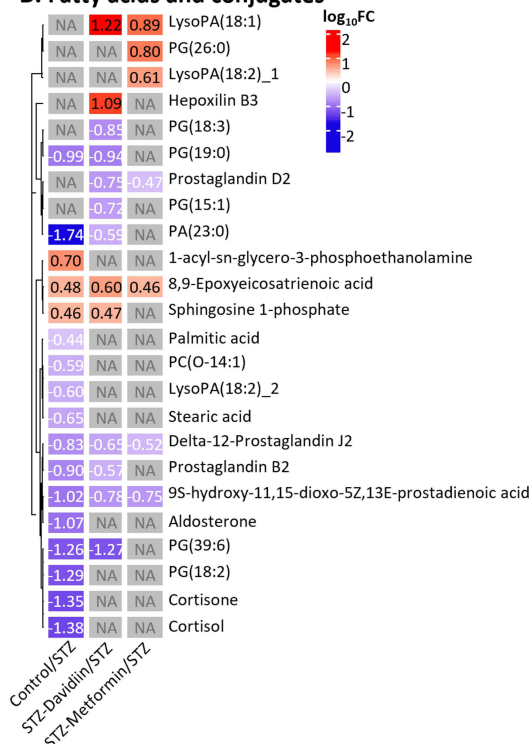 B. Fatty acids and conjugates
log10FC
2
1
0
-1
-2
NA 1.22 0.89 LysoPA(18:1)
NA NA 0.80 PG(26:0)
NA NA 0.61 LysoPA(18:2)_1
NA 1.09 NA Hepoxilin B3
NA -0.85 NA PG(18:3)
-0.99 -0.94 NA PG(19:0)
NA -0.75 -0.47 Prostaglandin D2
NA -0.72 NA PG(15:1)
-1.74 -0.59 NA PA(23:0)
0.70 NA NA 1-acyl-sn-glycero-3-phosphoethanolamine
0.48 0.60 0.46 8,9-Epoxyeicosatrienoic acid
0.46 0.47 NA Sphingosine 1-phosphate
-0.44 NA NA Palmitic acid
-0.59 NA NA PC(O-14:1)
-0.60 NA NA LysoPA(18:2)_2
-0.65 NA NA Stearic acid
-0.83 -0.65 -0.52 Delta-12-Prostaglandin J2
-0.90 -0.57 NA Prostaglandin B2
-1.02 -0.78 -0.75 9S-hydroxy-11,15-dioxo-5Z,13E-prostadienoic acid
-1.07 NA NA Aldosterone
-1.26 -1.27 NA PG(39:6)
-1.29 NA NA PG(18:2)
-1.35 NA NA Cortisone
-1.38 NA NA Cortisol
Control/STZ
STZ-Davidiin/STZ
STZ-Metformin/STZ